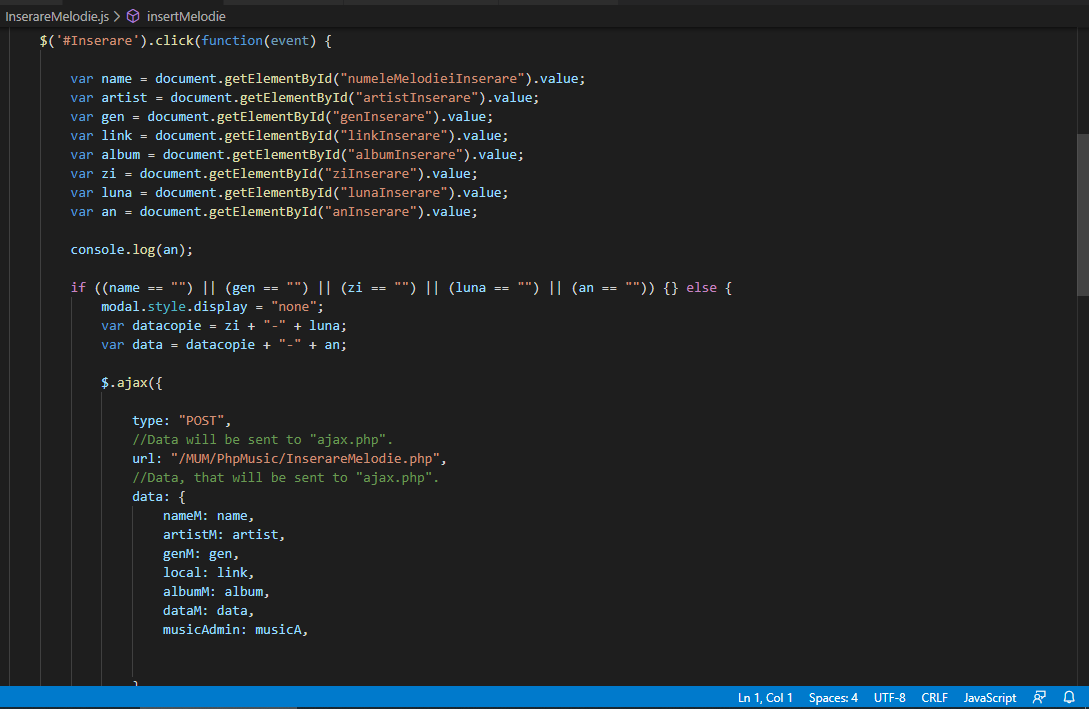 InserareMelodie.js > insertMelodie
$('#Inserare').click(function(event) {
var name = document.getElementById("numeleMelodieiInserare").value;
var artist = document.getElementById("artistInserare").value;
var gen = document.getElementById("genInserare").value;
var link = document.getElementById("linkInserare").value;
var album = document.getElementById("albumInserare").value;
var zi = document.getElementById("ziInserare").value;
var luna = document.getElementById("lunaInserare").value;
var an = document.getElementById("anInserare").value;
console.log(an);
if ((name == "") || (gen == "") || (zi == "") || (luna == "") || (an == "")) {} else {
modal.style.display = "none";
var datacopie = zi + "-" + luna;
var data = datacopie + "-" + an;
$.ajax({
type: "POST",
//Data will be sent to "ajax.php".
url: "/MUM/PhpMusic/InserareMelodie.php",
//Data, that will be sent to "ajax.php".
data: {
nameM: name,
artistM: artist,
genM: gen,
local: link,
albumM: album,
dataM: data,
musicAdmin: musicA,
Ln 1, Col 1 Spaces: 4 UTF-8 CRLF JavaScript